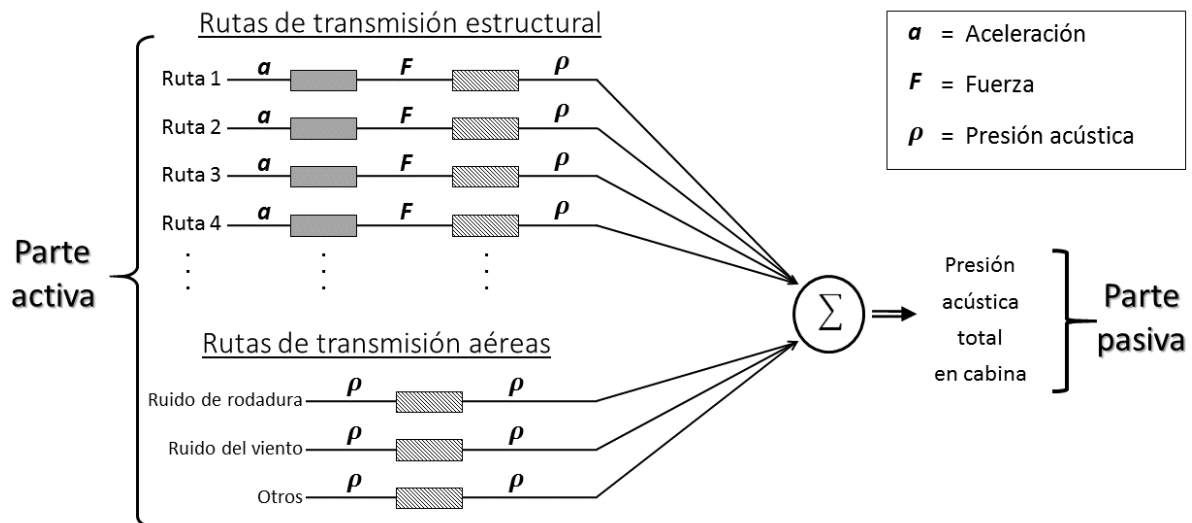 Rutas de transmisión estructural
Ruta 1 a F ρ
Ruta 2 a F ρ
Ruta 3 a F ρ
Ruta 4 a F ρ
Parte
activa
Rutas de transmisión aéreas
Ruido de rodadura ρ ρ
Ruido del viento ρ ρ
Otros ρ ρ
∑
Presión
acústica
total
en cabina
Parte
pasiva
a = Aceleración
F = Fuerza
ρ = Presión acústica